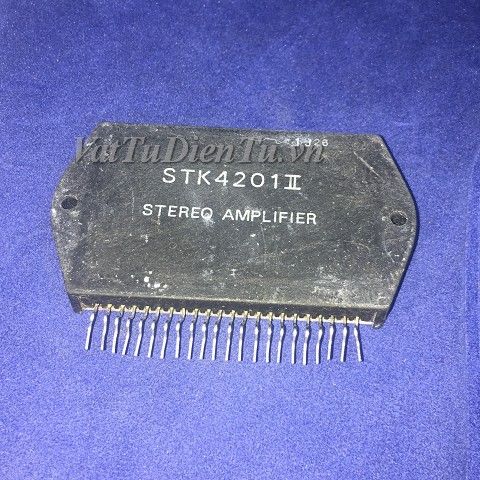 1926
VatTuDienTu.vn
STK4201II
STEREO AMPLIFIER